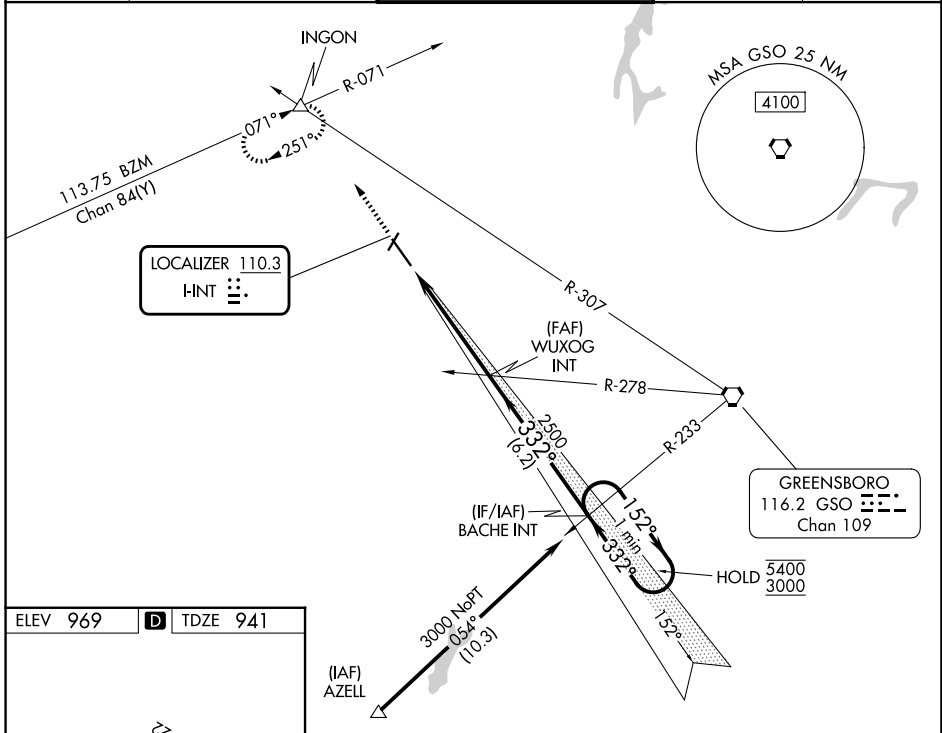 INGON
R-071
MSA GSO 25 NM
4100
071°
251°
113.75 BZM
Chan 84(Y)
LOCALIZER 110.3
I-INT
R-307
(FAF)
WUXOG
INT
R-278
R-233
2500
332°
(6.2)
GREENSBORO
116.2 GSO
Chan 109
(IF/IAF)
BACHE INT
152°
1 min
332°
HOLD 5400
3000
152°
3000 NoPT
054°
(10.3)
(IAF)
AZELL
ELEV 969 D TDZE 941
22